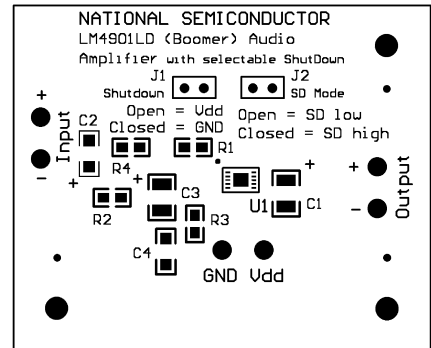 NATIONAL SEMICONDUCTOR
LM4901LD (Boomer) Audio
Amplifier with selectable ShutDown
J1
J2
Shutdown
SD Mode
Open = Vdd
Closed = GND
Open = SD low
Closed = SD high
+
Input
-
C2
+
R4
R1
R2
+
C3
R3
C4
U1
+
C1
+
-
Output
GND Vdd